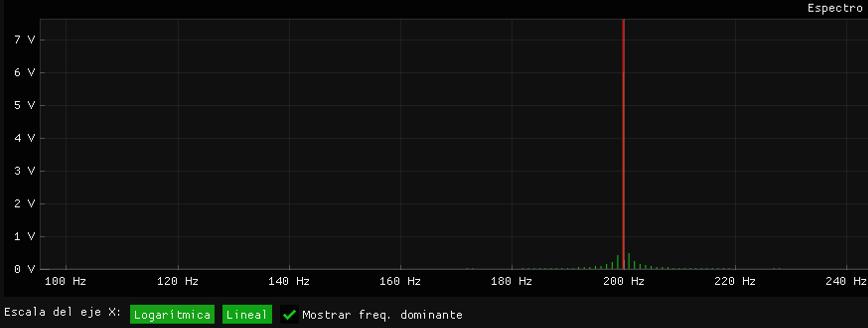 Espectro
7 V
6 V
5 V
4 V
3 V
2 V
1 V
0 V
100 Hz 120 Hz 140 Hz 160 Hz 180 Hz 200 Hz 220 Hz 240 Hz
Escala del eje X: Logarítmica Lineal Mostrar freq. dominante